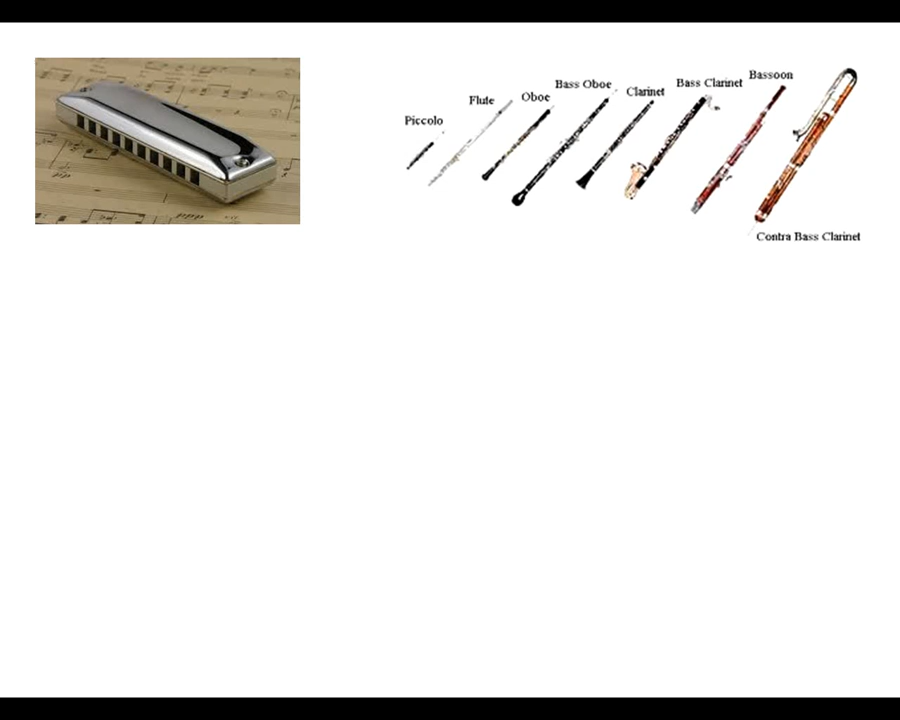 Piccolo
Flute
Oboe
Bass Oboe
Clarinet
Bass Clarinet
Bassoon
Contra Bass Clarinet